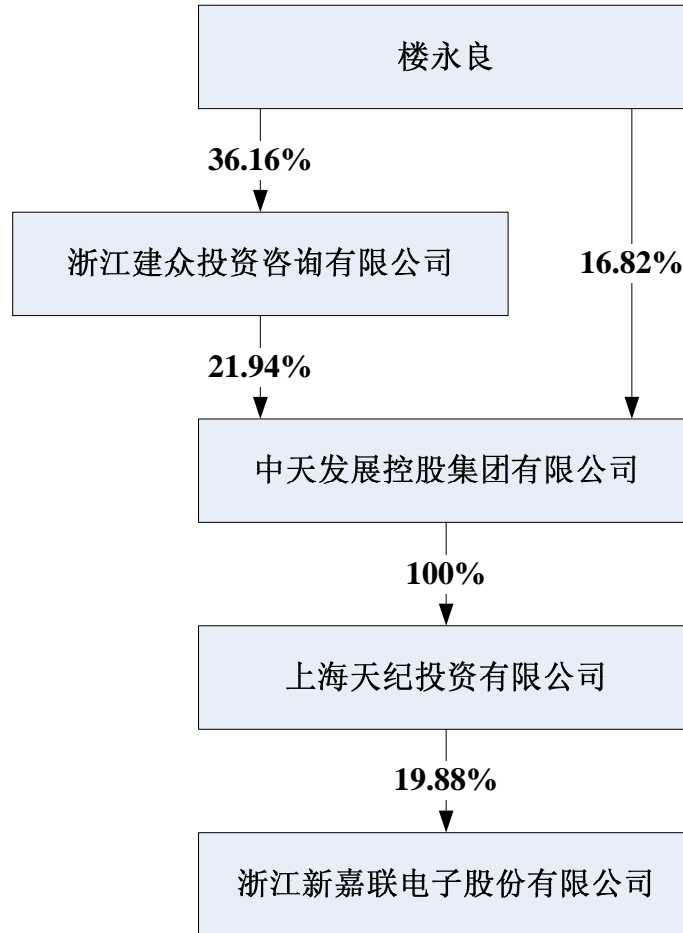 楼永良
36.16%
浙江建众投资咨询有限公司
16.82%
21.94%
中天发展控股集团有限公司
100%
上海天纪投资有限公司
19.88%
浙江新嘉联电子股份有限公司